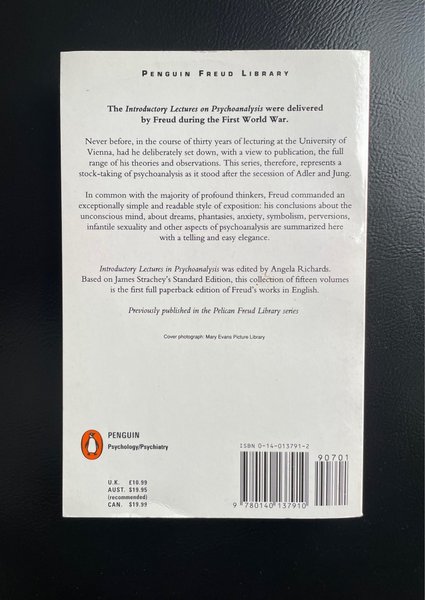 PENGUIN FREUD LIBRARY
The Introductory Lectures on Psychoanalysis were delivered
by Freud during the First World War.
Never before, in the course of thirty years of lecturing at the University of
Vienna, had he deliberately set down, with a view to publication, the full
range of his theories and observations. This series, therefore, represents a
stock-taking of psychoanalysis as it stood after the secession of Adler and Jung.
In common with the majority of profound thinkers, Freud commanded an
exceptionally simple and readable style of exposition: his conclusions about the
unconscious mind, about dreams, phantasies, anxiety, symbolism, perversions,
infantile sexuality and other aspects of psychoanalysis are summarized here
with a telling and easy elegance.
Introductory Lectures in Psychoanalysis was edited by Angela Richards.
Based on James Strachey's Standard Edition, this collection of fifteen volumes
is the first full paperback edition of Freud's works in English.
Previously published in the Pelican Freud Library series
Cover photograph: Mary Evans Picture Library
PENGUIN
Psychology/Psychiatry
U.K. £10.99
AUST. $19.95
(recommended)
CAN. $19.99
ISBN 0-14-013791-2
90701
9 780140 137910